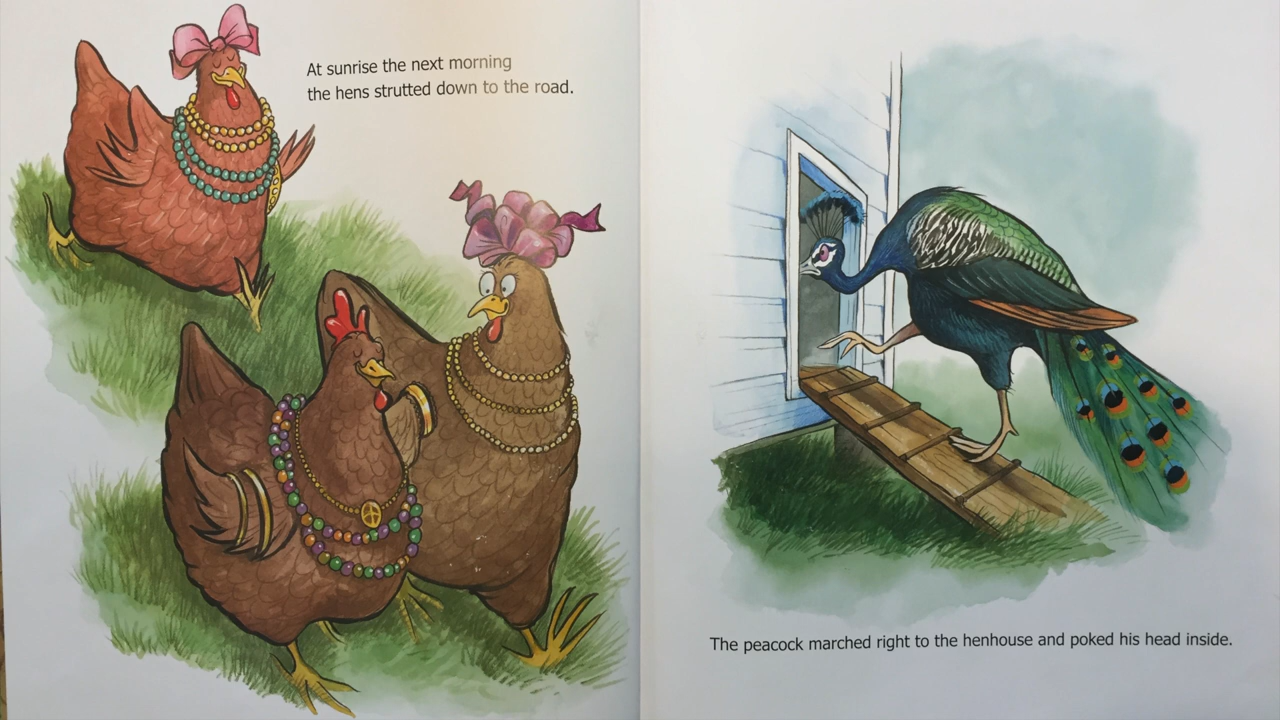 At sunrise the next morning
the hens strutted down to the road.
The peacock marched right to the henhouse and poked his head inside.